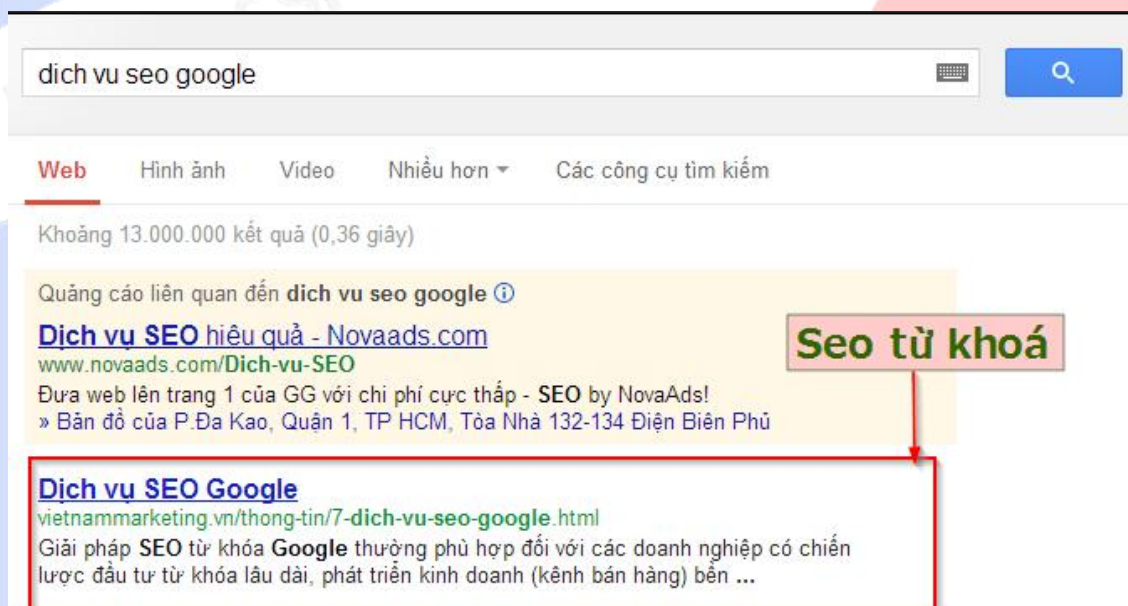 dich vu seo google
Web Hình ảnh Video Nhiều hơn Các công cụ tìm kiếm
Khoảng 13.000.000 kết quả (0,36 giây)
Quảng cáo liên quan đến dich vu seo google
Dịch vụ SEO hiêu quả - Novaads.com
www.novaads.com/Dich-vu-SEO
Đưa web lên trang 1 của GG với chi phí cực thấp - SEO by NovaAds!
» Bản đồ của P.Đa Kao, Quận 1, TP HCM, Tòa Nhà 132-134 Điện Biên Phủ
Seo từ khoá
Dịch vụ SEO Google
vietnammarketing.vn/thong-tin/7-dich-vu-seo-google.html
Giải pháp SEO từ khóa Google thường phù hợp đối với các doanh nghiệp có chiến
lược đầu tư từ khóa lâu dài, phát triển kinh doanh (kênh bán hàng) bền ...